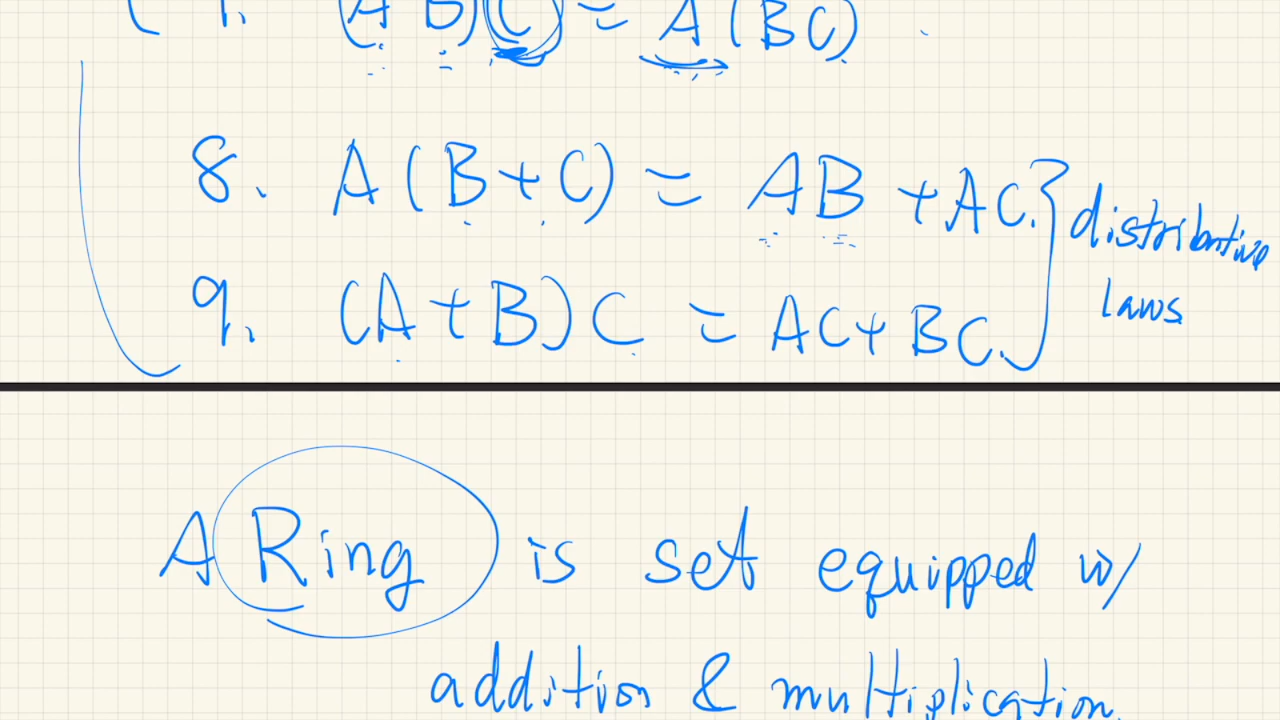 (AB)C = A(BC)
8. A(B+C) = AB + AC. } distributive
9. (A+B)C = AC + BC. laws.
A Ring is set equipped w/
addition & multiplication.